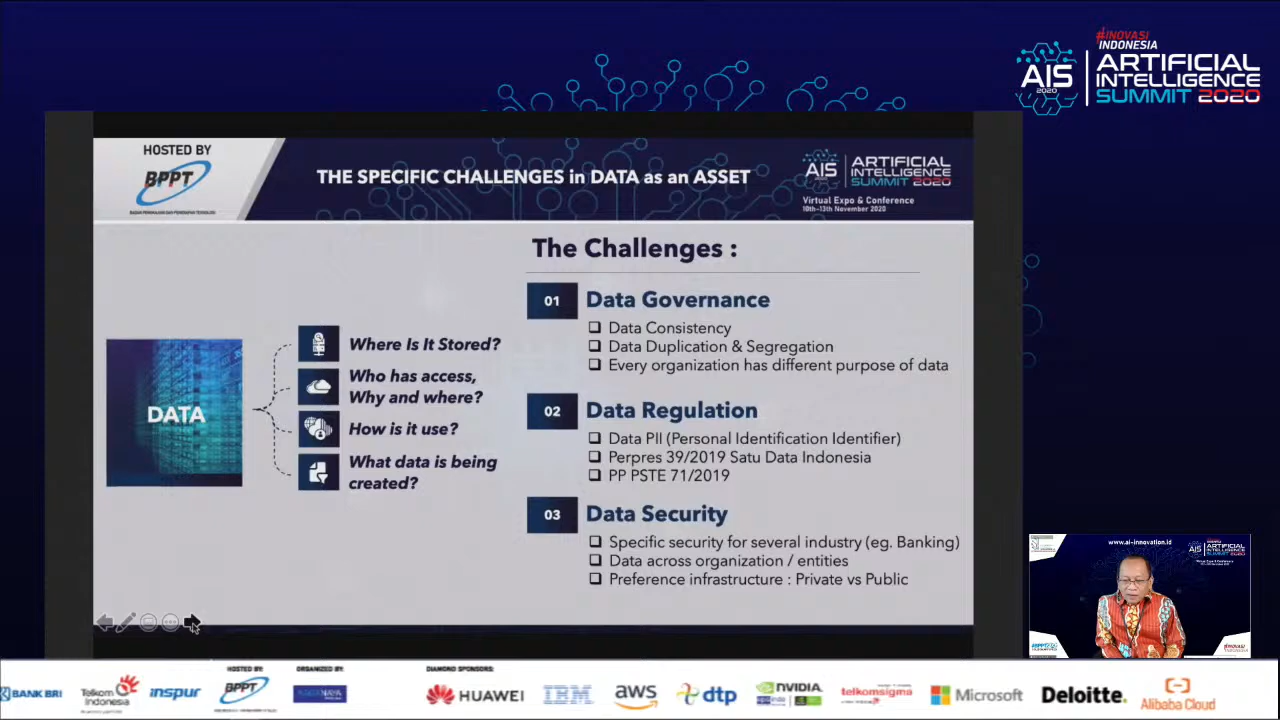 #INOVASI
INDONESIA
AIS
2020
ARTIFICIAL
INTELLIGENCE
SUMMIT 2020
HOSTED BY
BPPT
THE SPECIFIC CHALLENGES in DATA as an ASSET
AIS
ARTIFICIAL
INTELLIGENCE
SUMMIT 2020
Virtual Expo & Conference
10th-13th November 2020
DATA
Where Is It Stored?
Who has access,
Why and where?
How is it use?
What data is being
created?
The Challenges :
01 Data Governance
Data Consistency
Data Duplication & Segregation
Every organization has different purpose of data
02 Data Regulation
Data PII (Personal Identification Identifier)
Perpres 39/2019 Satu Data Indonesia
PP PSTE 71/2019
03 Data Security
Specific security for several industry (eg. Banking)
Data across organization / entities
Preference infrastructure : Private vs Public
www.ai-innovation.id
AIS
ARTIFICIAL
INTELLIGENCE
SUMMIT 2020
BANK BRI
Telkom
Indonesia
inspur
HOSTED BY:
BPPT
ORGANIZED BY:
DIAMOND SPONSORS:
HUAWEI
IBM
aws
dtp
NVIDIA
telkomsigma
Microsoft
Deloitte.
Alibaba Cloud